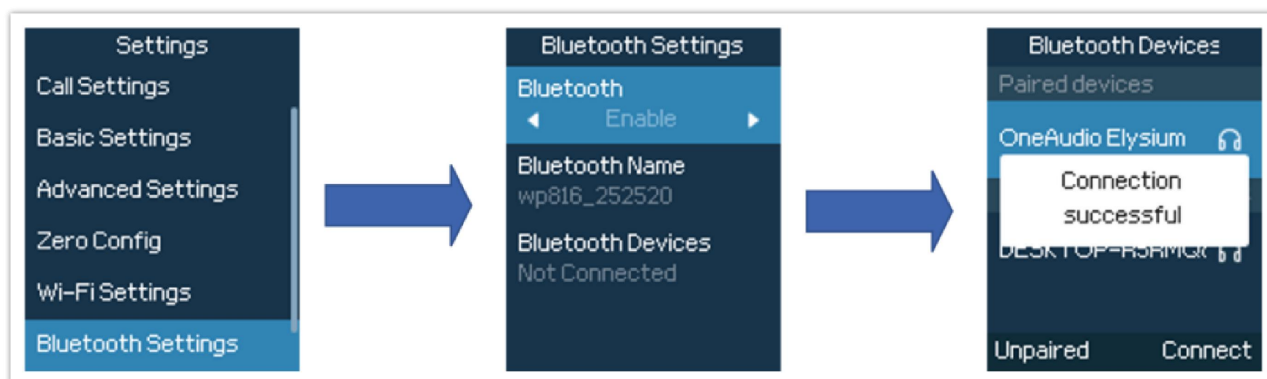 Settings
Call Settings
Basic Settings
Advanced Settings
Zero Config
Wi-Fi Settings
Bluetooth Settings
Bluetooth Settings
Bluetooth
Enable
Bluetooth Name
wp816_252520
Bluetooth Devices
Not Connected
Bluetooth Devices
Paired devices
OneAudio Elysium
Connection
successful
Unpaired Connect